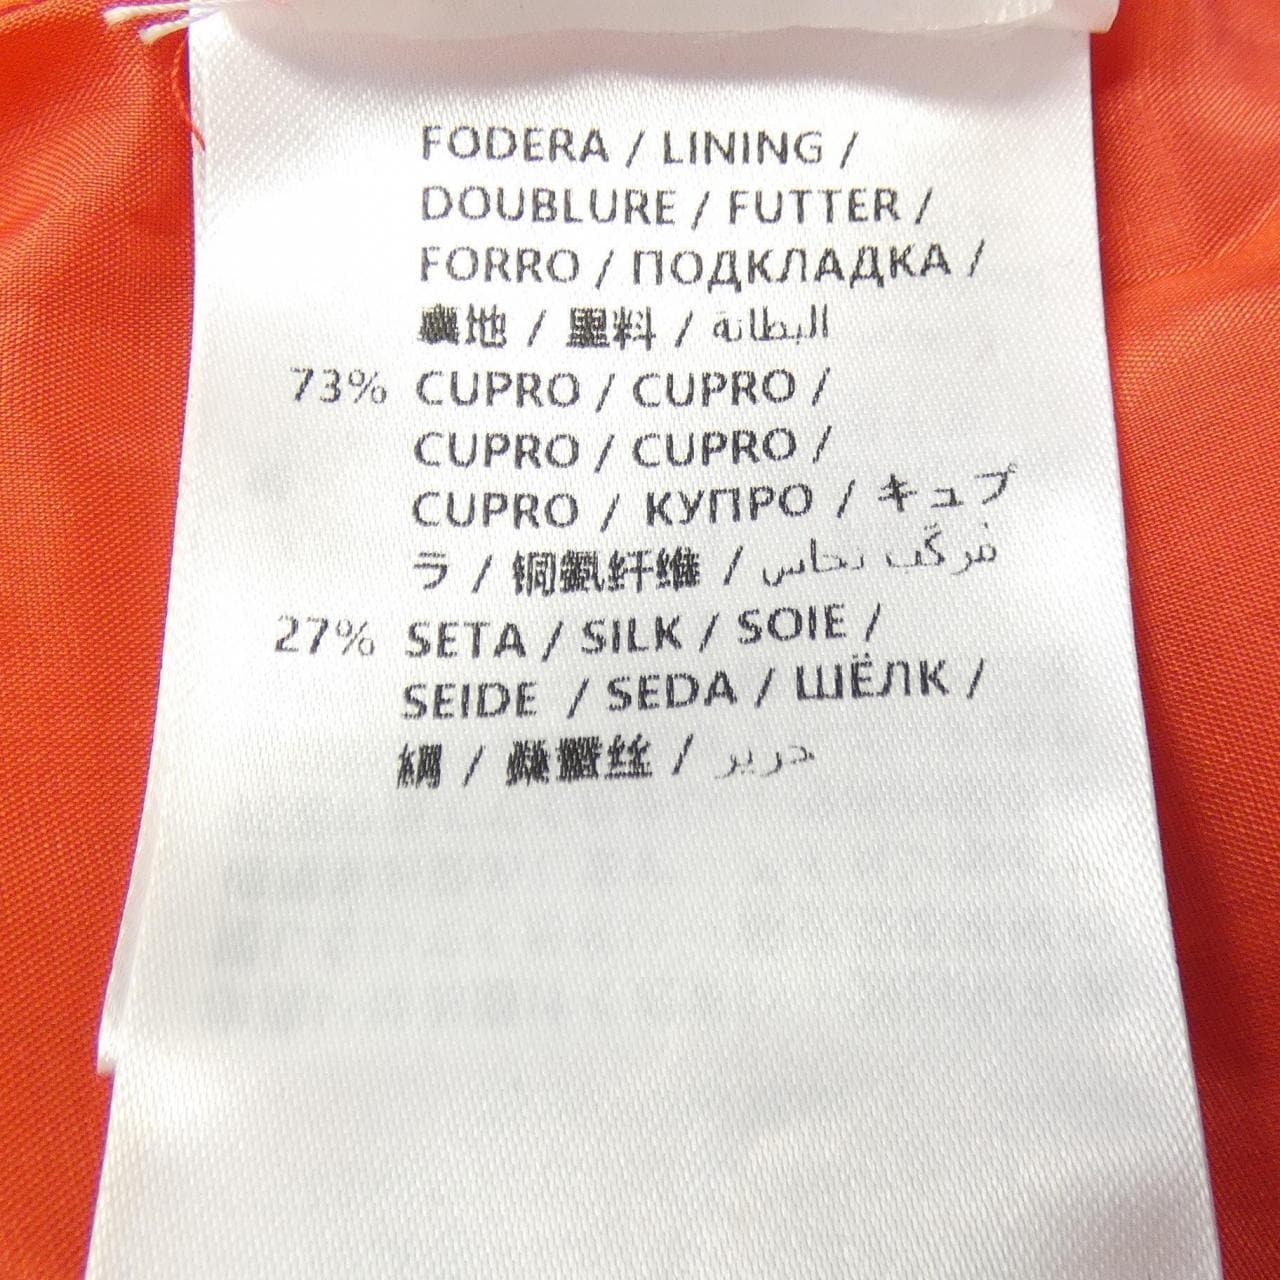 FODERA / LINING /
DOUBLURE / FUTTER /
FORRO / ПОДКЛАДКА /
裏地 / 里料 / البطانة
73% CUPRO / CUPRO /
CUPRO / CUPRO /
CUPRO / КУПРО / キュプ
ラ / 铜氨纤维 / مركب نحاس
27% SETA / SILK / SOIE /
SEIDE / SEDA / ШЁЛК /
絹 / 桑蚕丝 / حرير